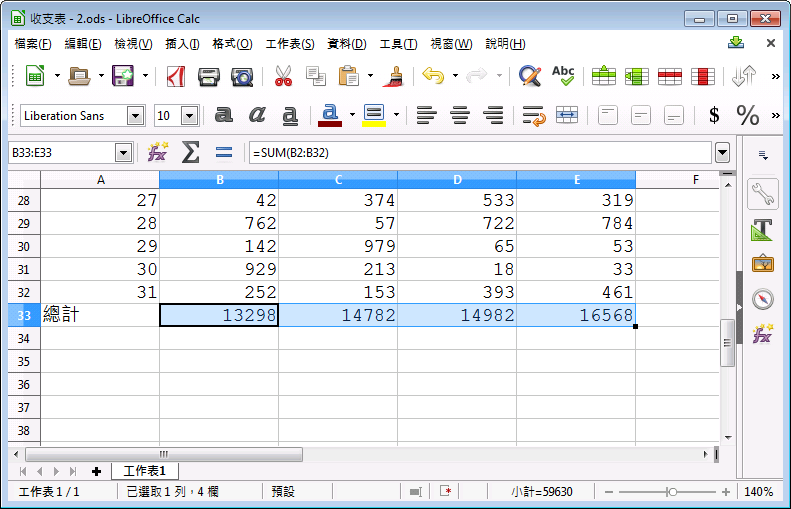 收支表 - 2.ods - LibreOffice Calc
檔案(F) 編輯(E) 檢視(V) 插入(I) 格式(O) 工作表(S) 資料(D) 工具(T) 視窗(W) 說明(H)
Abc
Liberation Sans 10 a a a a $ %
B33:E33 fx Σ = =SUM(B2:B32)
A B C D E F
28 27 42 374 533 319
29 28 762 57 722 784
30 29 142 979 65 53
31 30 929 213 18 33
32 31 252 153 393 461
33 總計 13298 14782 14982 16568
34
35
36
37
38
工作表1
工作表 1 / 1 已選取 1 列，4 欄 預設 小計=59630 140%